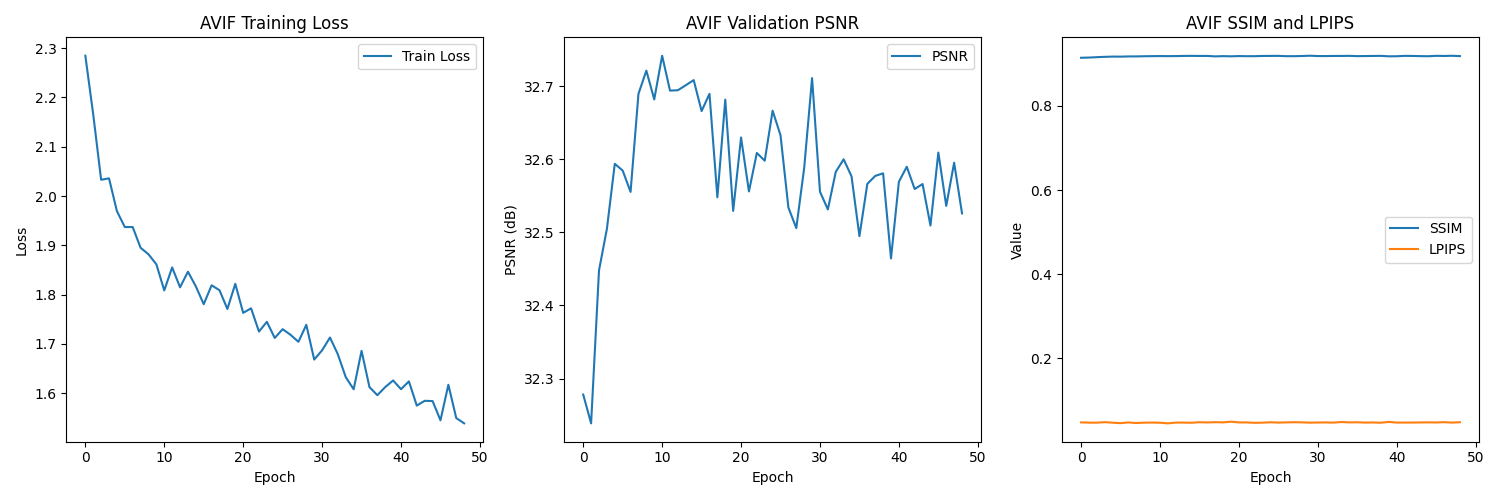 AVIF Training Loss
Loss
2.3
2.2
2.1
2.0
1.9
1.8
1.7
1.6
Train Loss
0 10 20 30 40 50
Epoch
AVIF Validation PSNR
PSNR (dB)
32.7
32.6
32.5
32.4
32.3
PSNR
0 10 20 30 40 50
Epoch
AVIF SSIM and LPIPS
Value
0.8
0.6
0.4
0.2
SSIM
LPIPS
0 10 20 30 40 50
Epoch